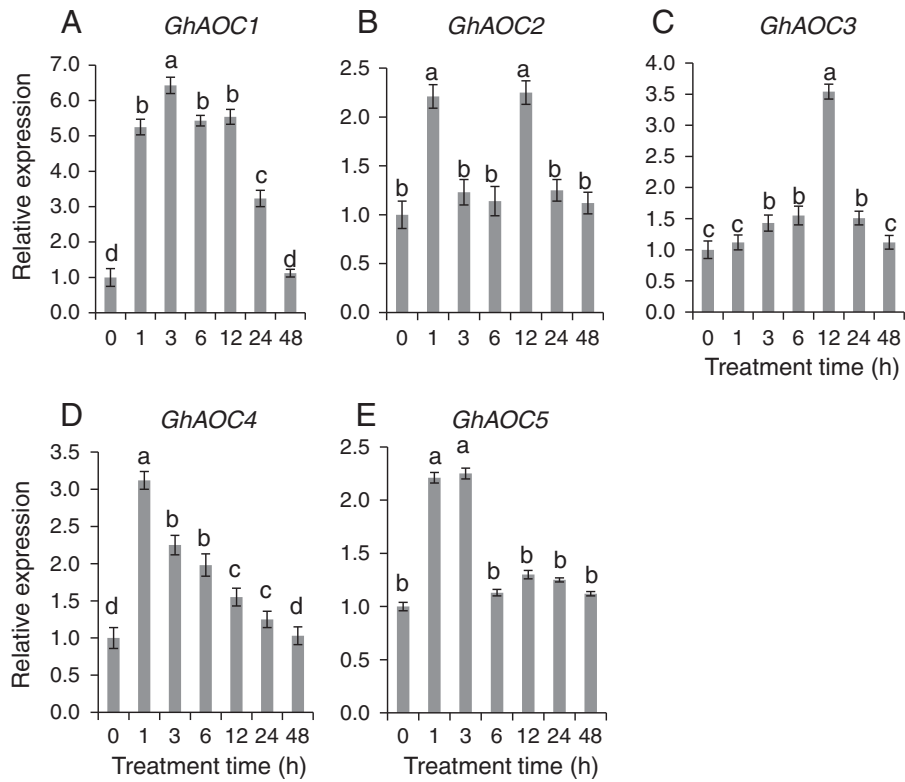 A GhAOC1
Relative expression
7.0
6.0
5.0
4.0
3.0
2.0
1.0
0.0
d b a b b c d
0 1 3 6 12 24 48
B GhAOC2
2.5
2.0
1.5
1.0
0.5
0.0
b a b b a b b
0 1 3 6 12 24 48
C GhAOC3
4.0
3.5
3.0
2.5
2.0
1.5
1.0
0.5
0.0
c c b b a b c
0 1 3 6 12 24 48
Treatment time (h)
D GhAOC4
Relative expression
3.5
3.0
2.5
2.0
1.5
1.0
0.5
0.0
d a b b c c d
0 1 3 6 12 24 48
Treatment time (h)
E GhAOC5
2.5
2.0
1.5
1.0
0.5
0.0
b a a b b b b
0 1 3 6 12 24 48
Treatment time (h)